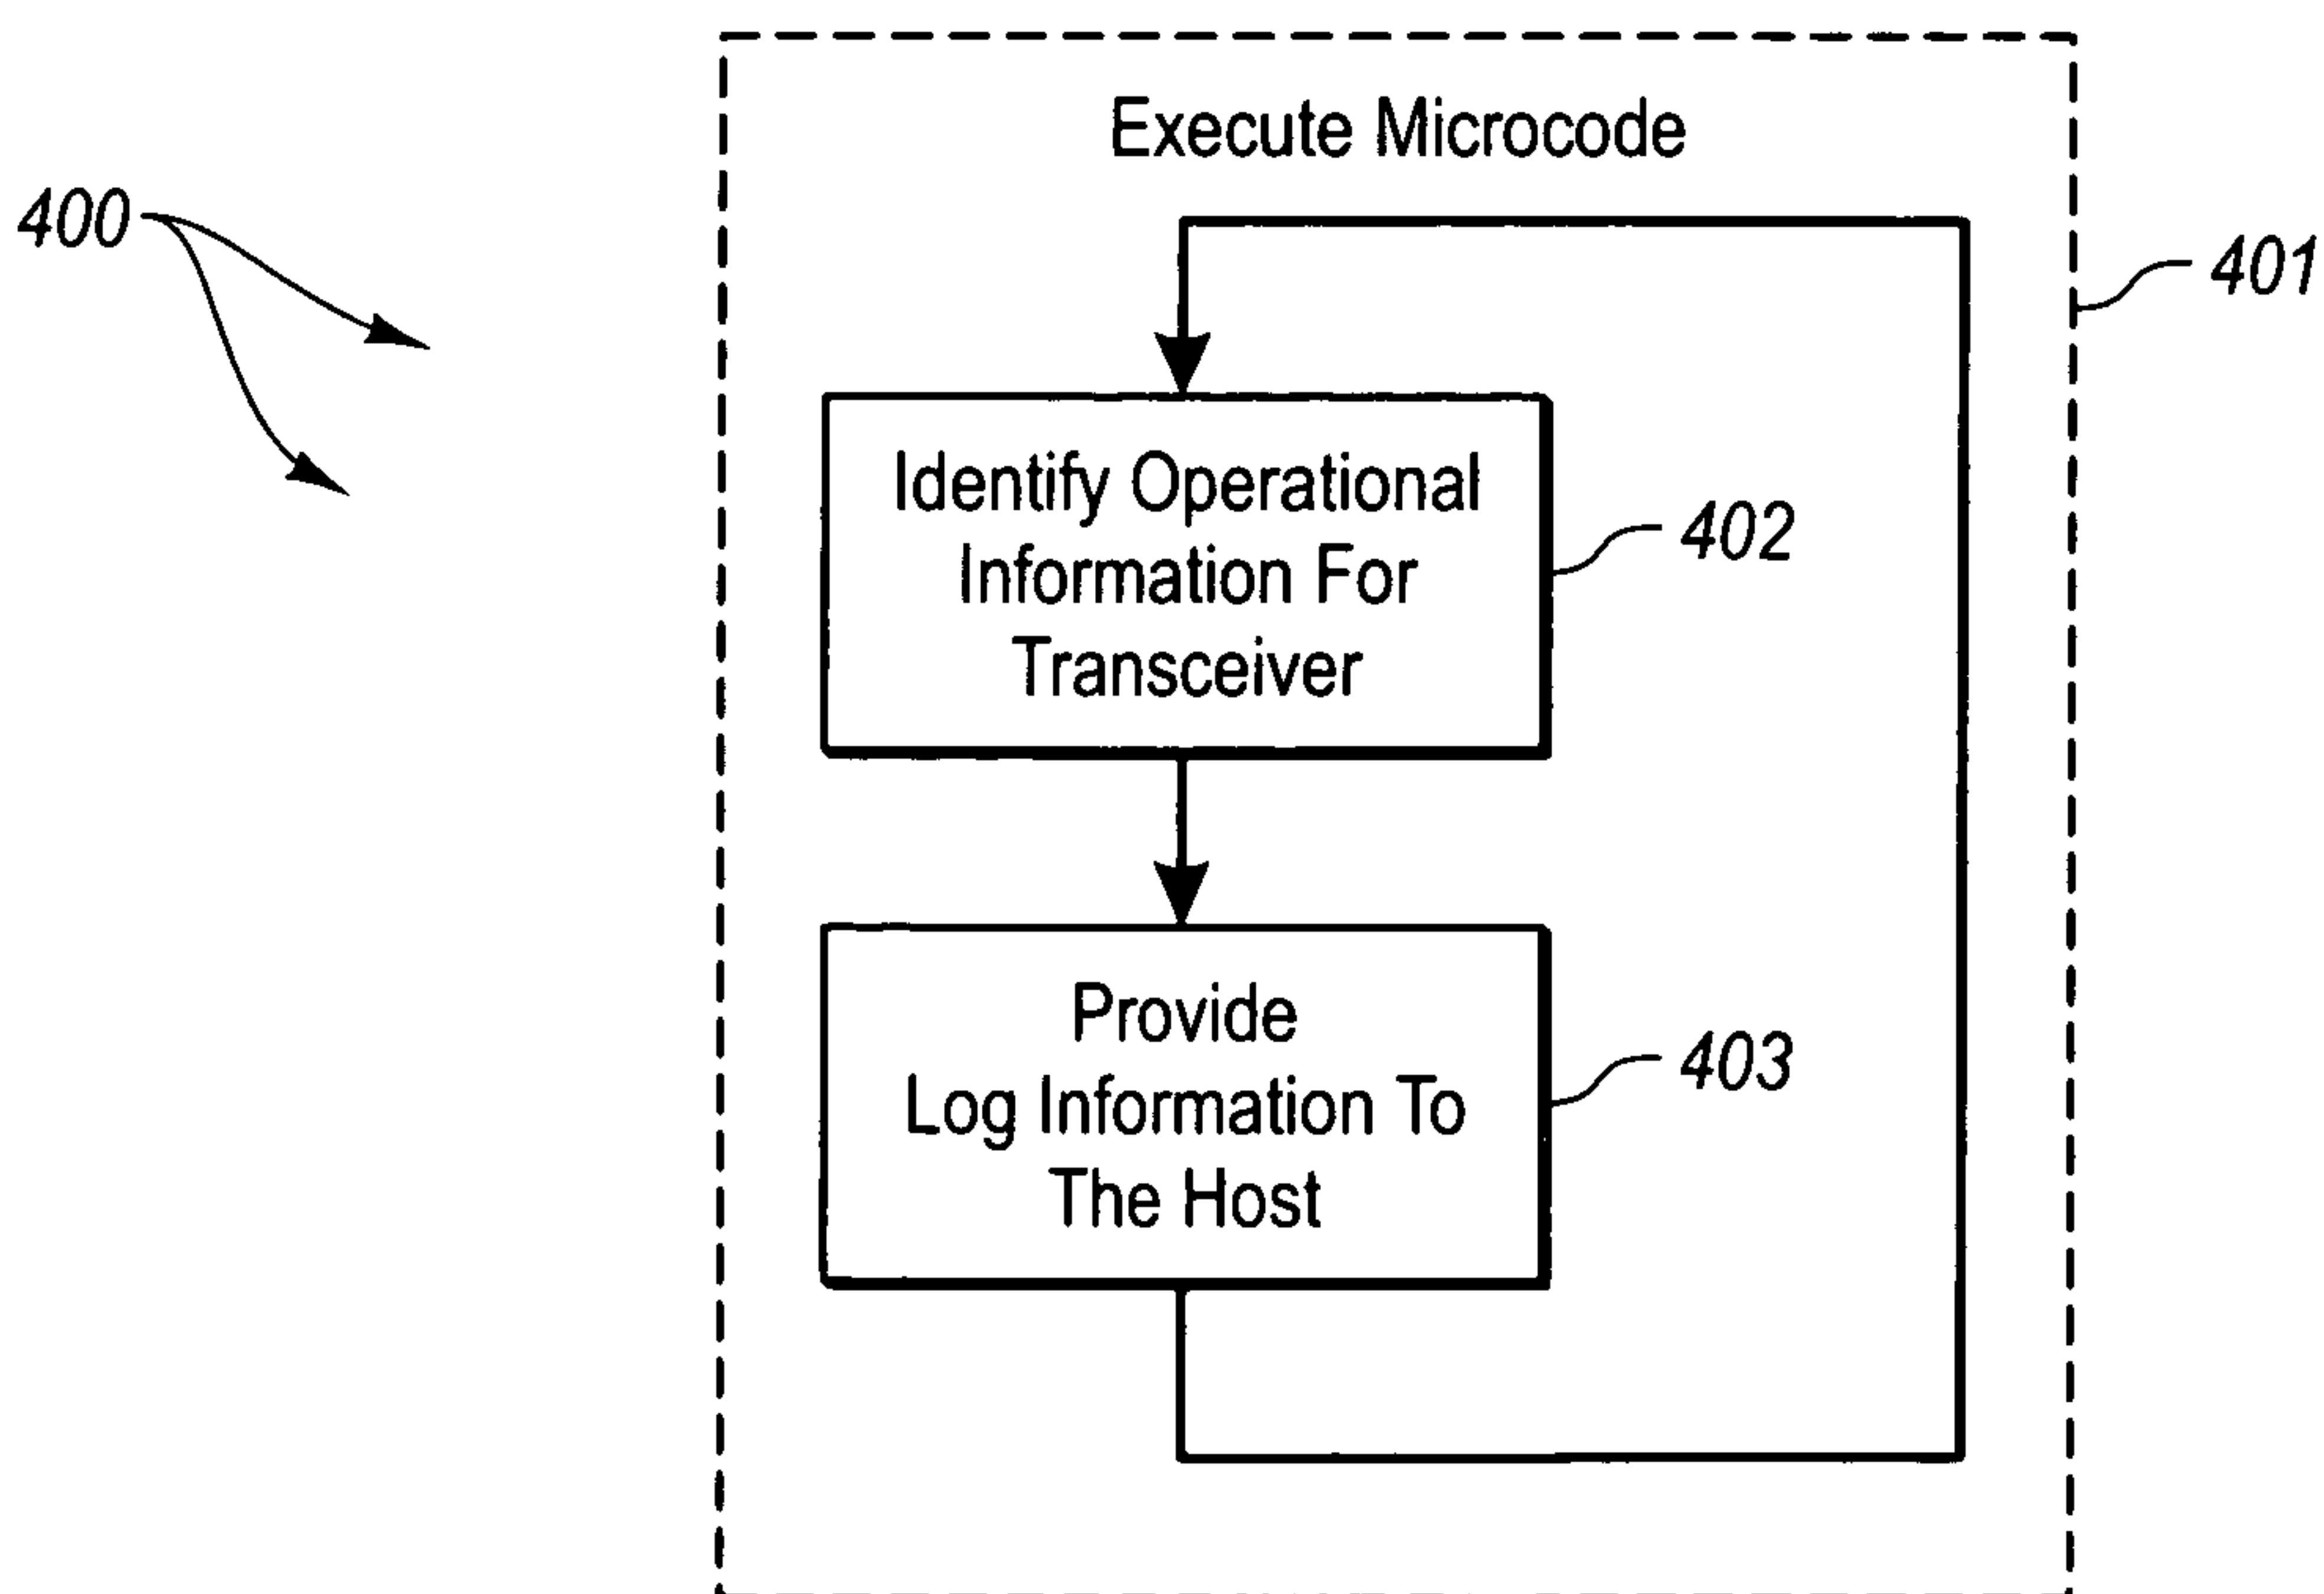 Execute Microcode
400
401
Identify Operational
Information For
Transceiver
402
Provide
Log Information To
The Host
403